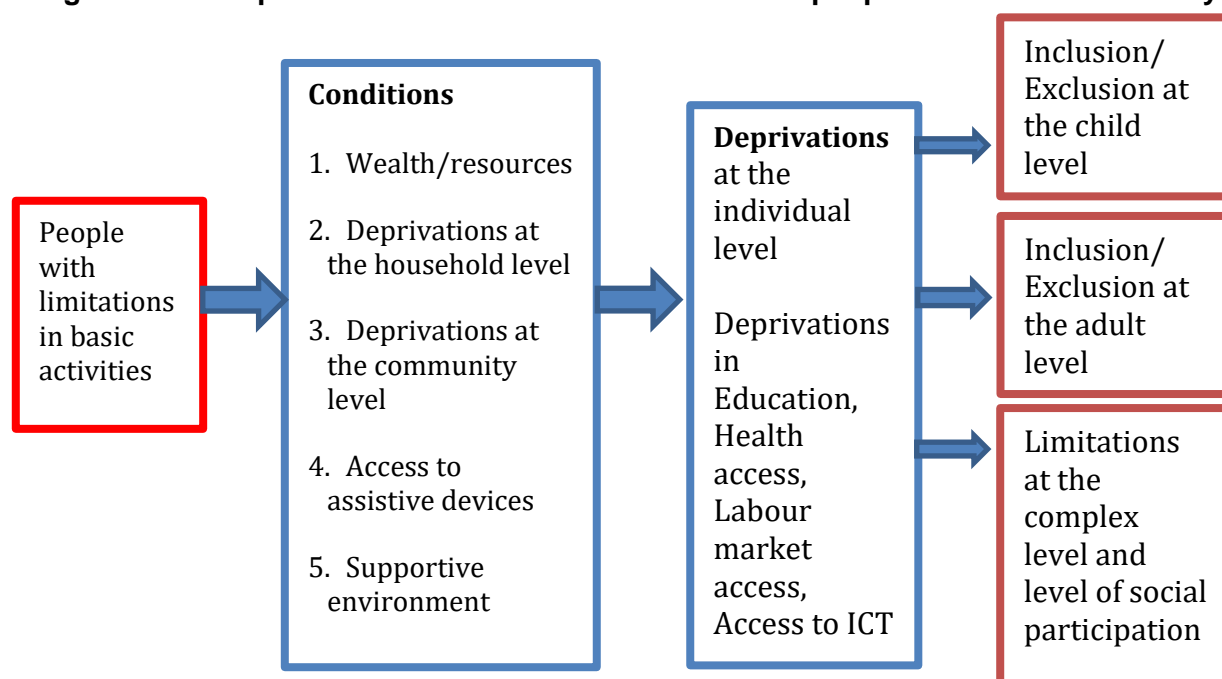 People
with
limitations
in basic
activities
Conditions
1. Wealth/resources
2. Deprivations at
the household level
3. Deprivations at
the community
level
4. Access to
assistive devices
5. Supportive
environment
Deprivations
at the
individual
level
Deprivations
in
Education,
Health
access,
Labour
market
access,
Access to ICT
Inclusion/
Exclusion at
the child
level
Inclusion/
Exclusion at
the adult
level
Limitations
at the
complex
level and
level of social
participation